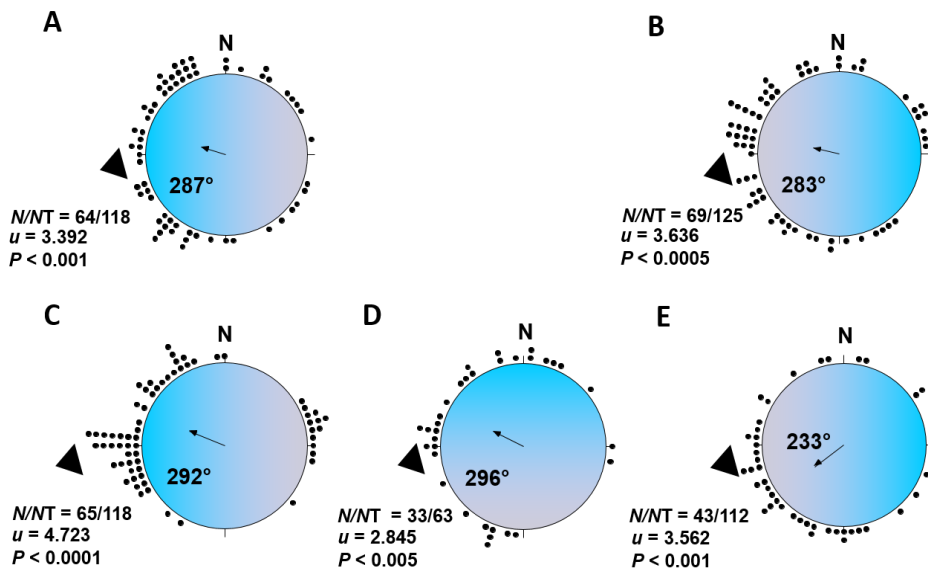 A
N
287°
N/NT = 64/118
u = 3.392
P < 0.001
B
N
283°
N/NT = 69/125
u = 3.636
P < 0.0005
C
N
292°
N/NT = 65/118
u = 4.723
P < 0.0001
D
N
296°
N/NT = 33/63
u = 2.845
P < 0.005
E
N
233°
N/NT = 43/112
u = 3.562
P < 0.001